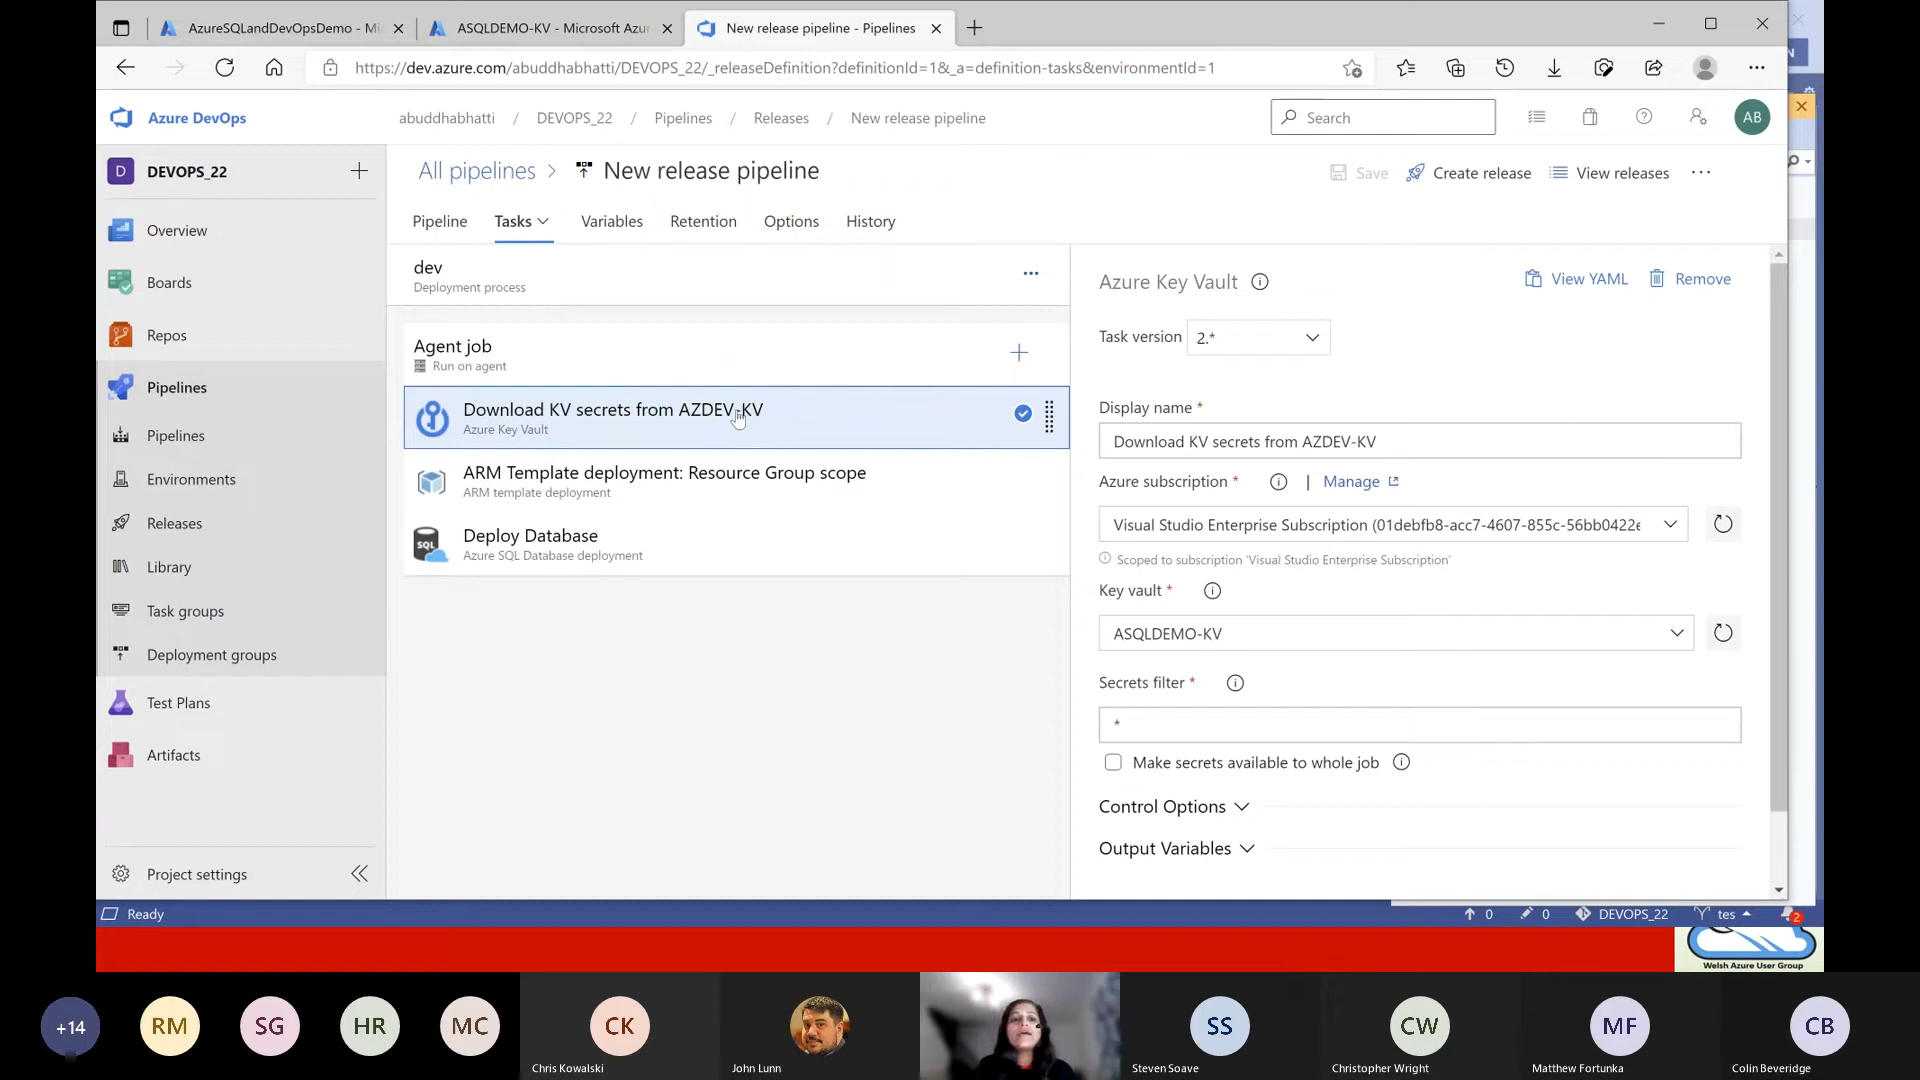 AzureSQLandDevOpsDemo - Mi
ASQLDEMO-KV - Microsoft Azur
New release pipeline - Pipelines
https://dev.azure.com/abuddhabhatti/DEVOPS_22/_releaseDefinition?definitionId=1&_a=definition-tasks&environmentId=1
Azure DevOps
abuddhabhatti / DEVOPS_22 / Pipelines / Releases / New release pipeline
Search
AB
D DEVOPS_22
Overview
Boards
Repos
Pipelines
Pipelines
Environments
Releases
Library
Task groups
Deployment groups
Test Plans
Artifacts
Project settings
All pipelines > New release pipeline
Save Create release View releases
Pipeline Tasks Variables Retention Options History
dev
Deployment process
Agent job
Run on agent
Download KV secrets from AZDEV-KV
Azure Key Vault
ARM Template deployment: Resource Group scope
ARM template deployment
SQL
Deploy Database
Azure SQL Database deployment
Azure Key Vault
View YAML Remove
Task version 2.*
Display name *
Download KV secrets from AZDEV-KV
Azure subscription * | Manage
Visual Studio Enterprise Subscription (01debfb8-acc7-4607-855c-56bb0422e
Scoped to subscription 'Visual Studio Enterprise Subscription'
Key vault *
ASQLDEMO-KV
Secrets filter *
*
Make secrets available to whole job
Control Options
Output Variables
Ready
0 0 DEVOPS_22 tes 2
Welsh Azure User Group
+14 RM SG HR MC CK SS CW MF CB
Chris Kowalski John Lunn Steven Soave Christopher Wright Matthew Fortunka Colin Beveridge